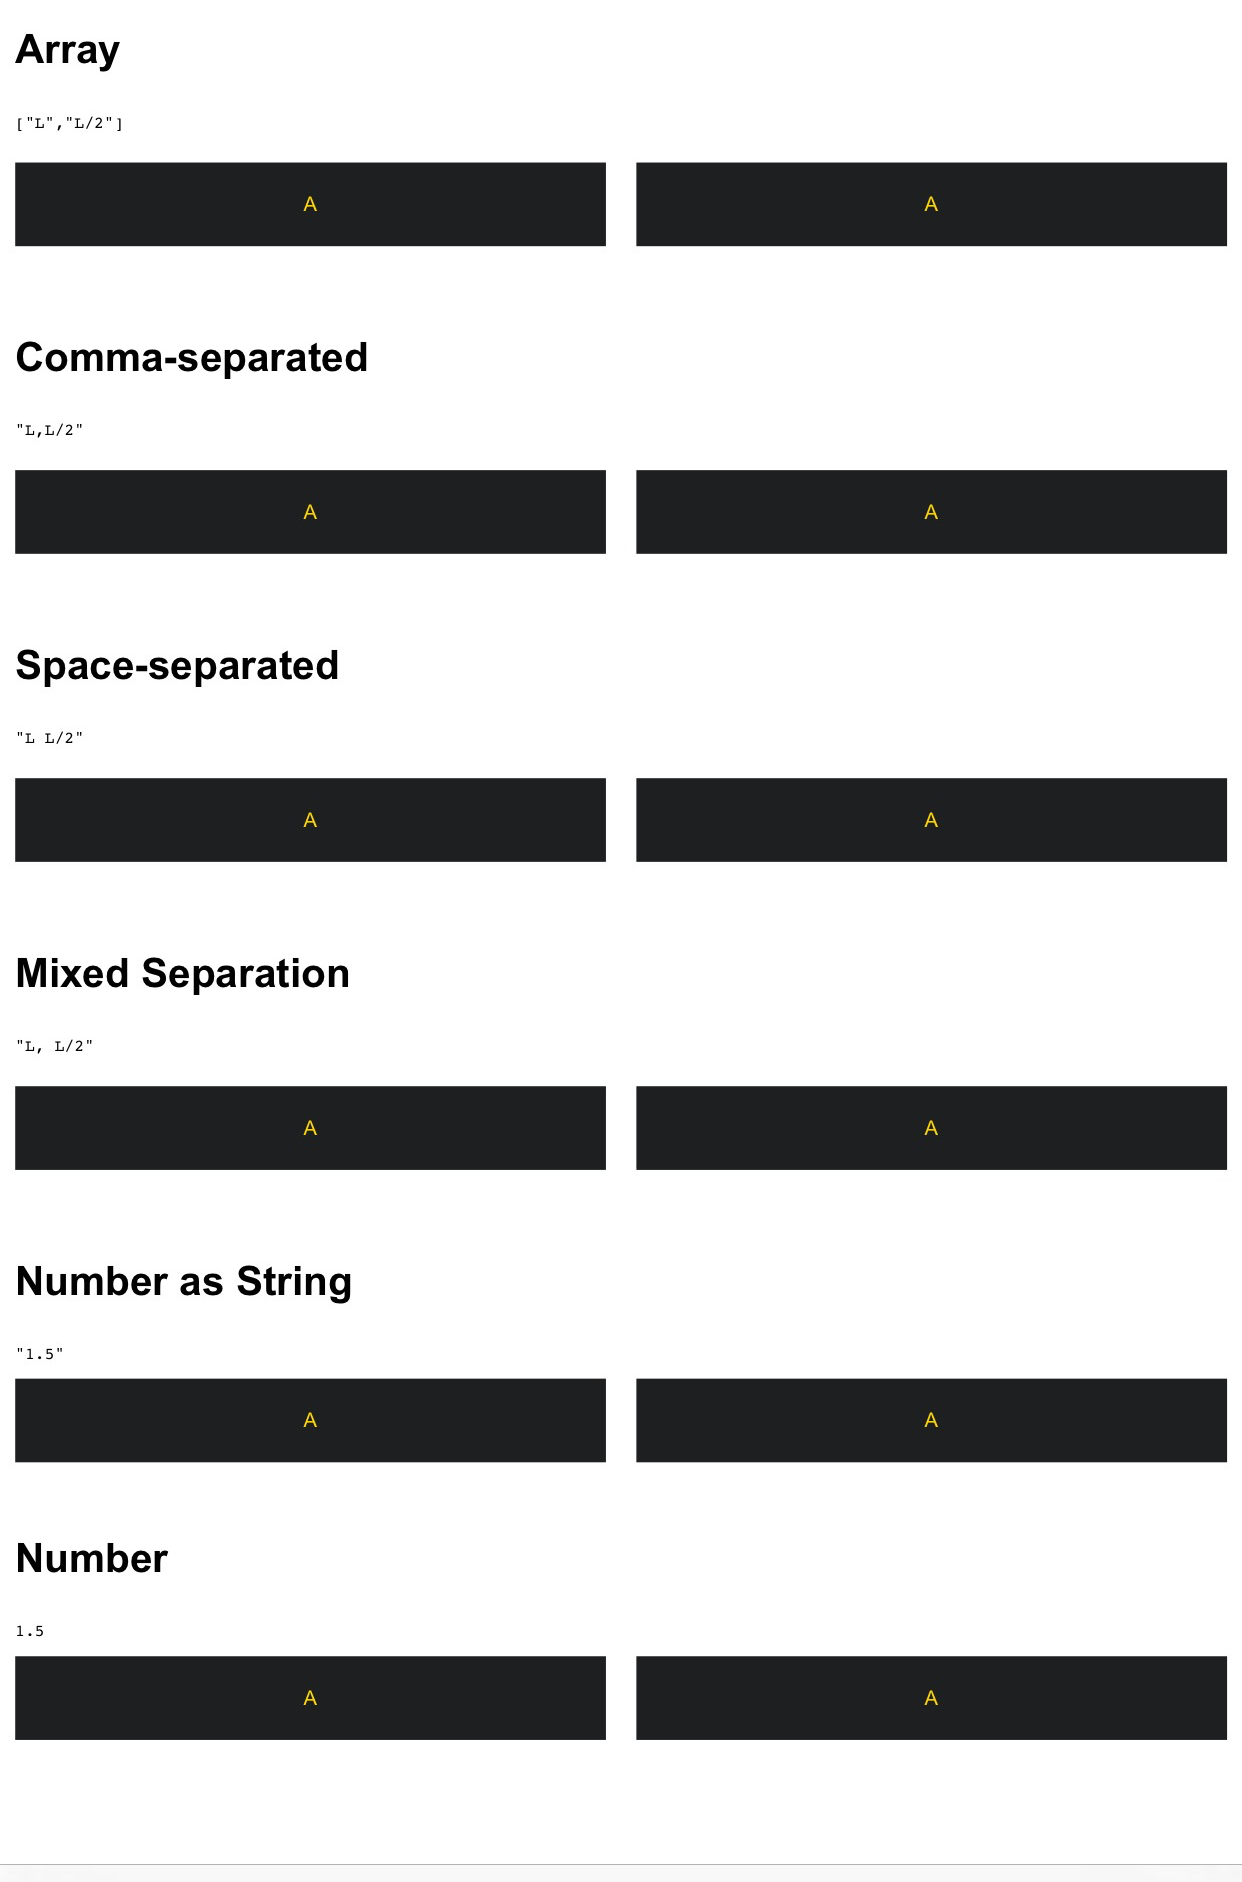 Array
["L","L/2"]
A A
Comma-separated
"L,L/2"
A A
Space-separated
"L L/2"
A A
Mixed Separation
"L, L/2"
A A
Number as String
"1.5"
A A
Number
1.5
A A